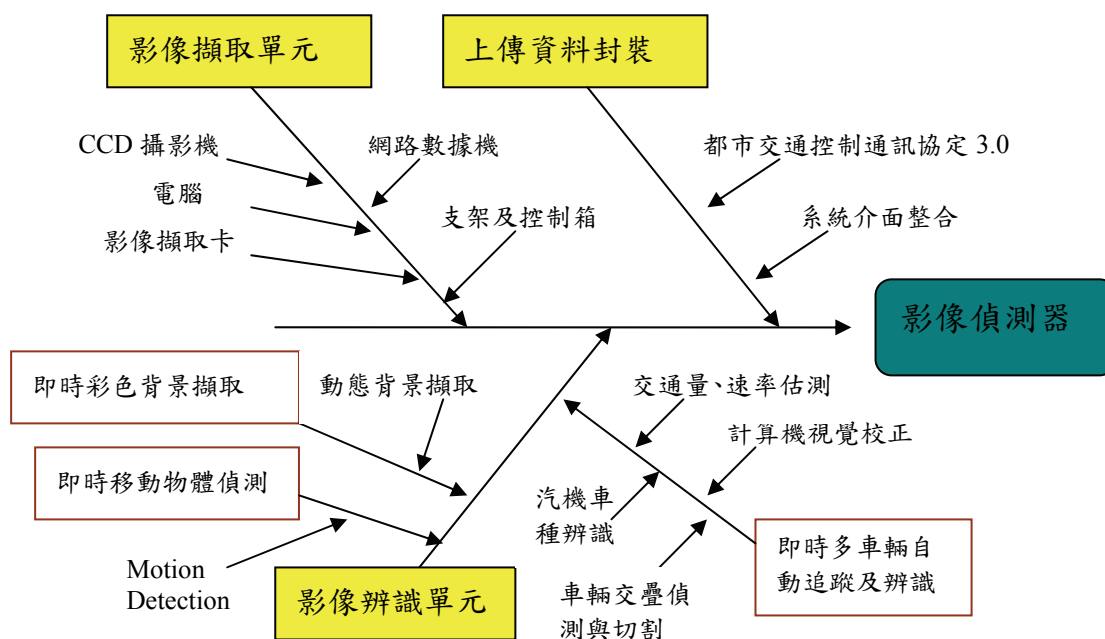 影像擷取單元
上傳資料封裝
CCD 攝影機
網路數據機
都市交通控制通訊協定 3.0
電腦
支架及控制箱
系統介面整合
影像擷取卡
影像偵測器
即時彩色背景擷取
動態背景擷取
交通量、速率估測
計算機視覺校正
即時移動物體偵測
汽機車
種辨識
即時多車輛自
動追蹤及辨識
Motion
Detection
影像辨識單元
車輛交疊偵
測與切割